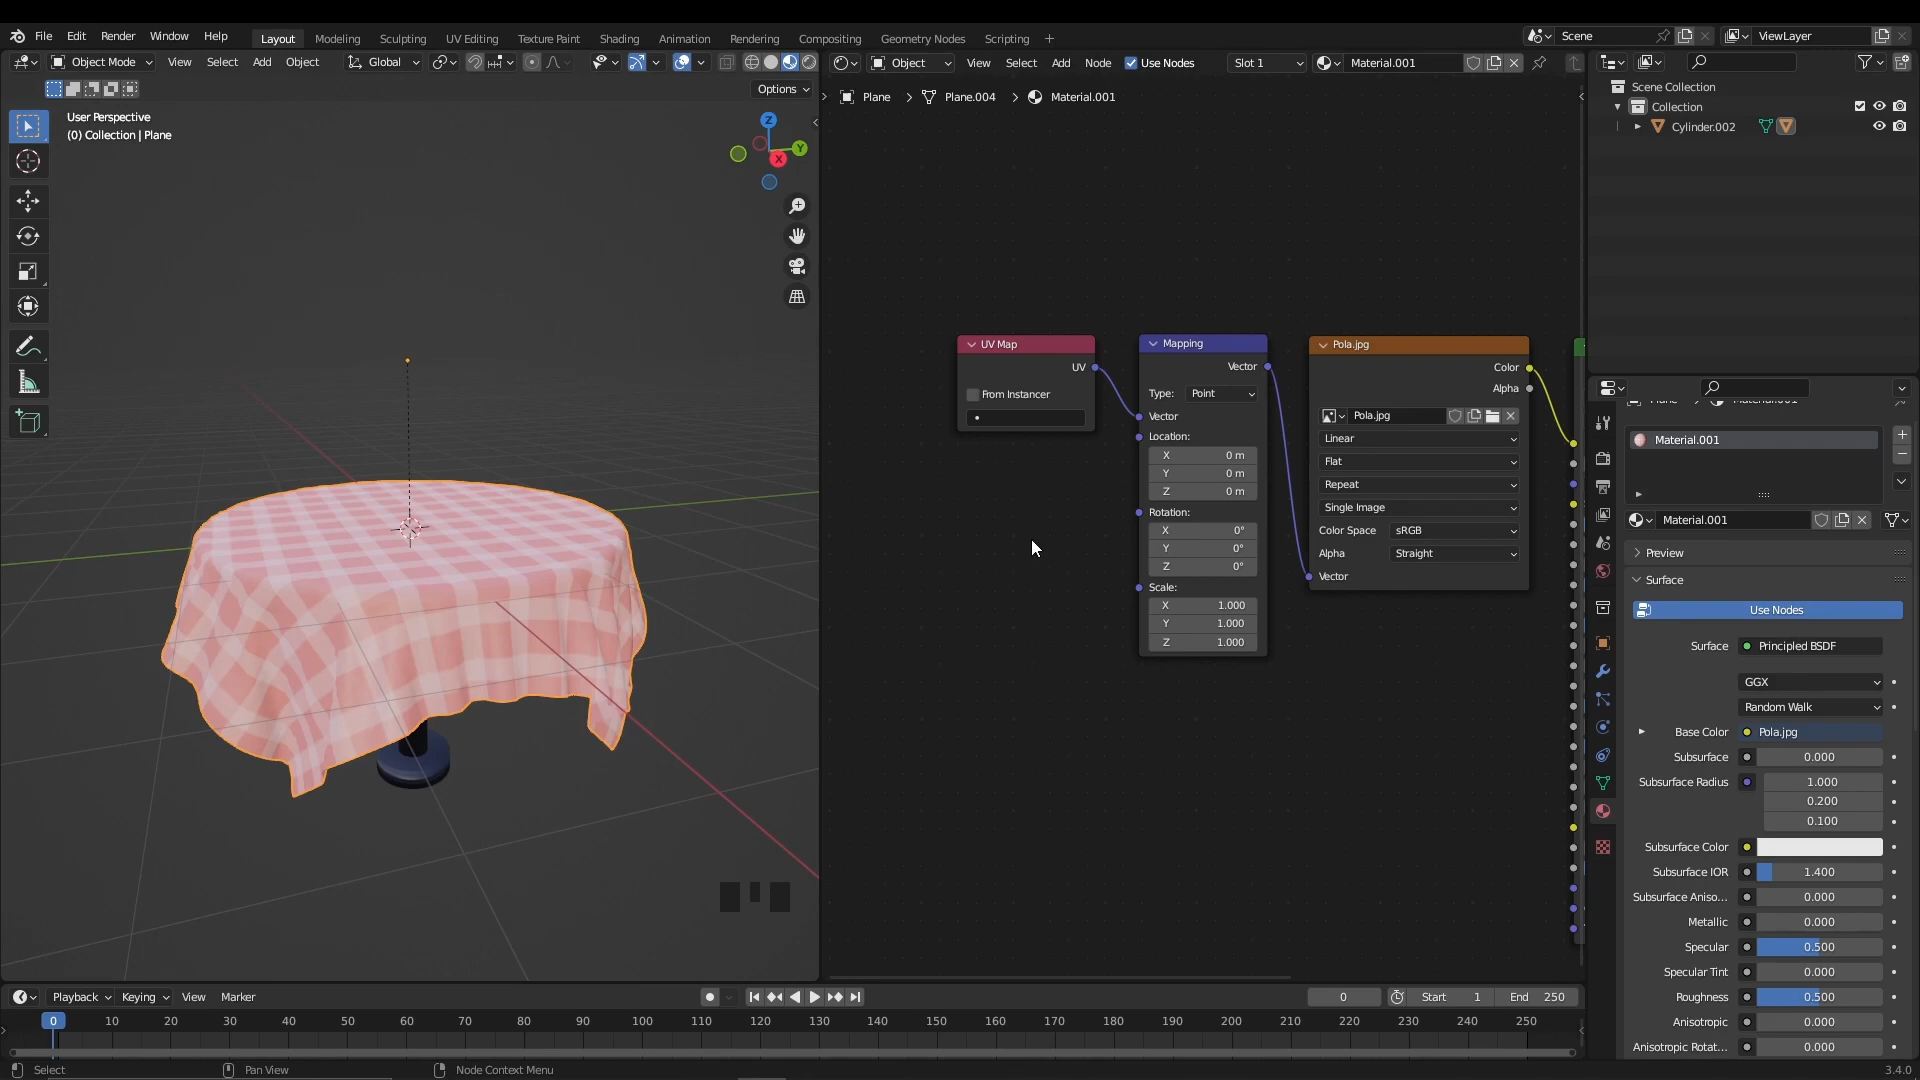 File Edit Render Window Help Layout Modeling Sculpting UV Editing Texture Paint Shading Animation Rendering Compositing Geometry Nodes Scripting Scene ViewLayer
Object Mode View Select Add Object Global
Object View Select Add Node Use Nodes Slot 1 Material.001
Options
User Perspective
(0) Collection | Plane
Z
Y
X
Plane Plane.004 Material.001
UV Map
UV
From Instancer
Mapping
Vector
Type: Point
Vector
Location:
X 0 m
Y 0 m
Z 0 m
Rotation:
X 0°
Y 0°
Z 0°
Scale:
X 1.000
Y 1.000
Z 1.000
Pola.jpg
Color
Alpha
Pola.jpg
Linear
Flat
Repeat
Single Image
Color Space sRGB
Alpha Straight
Vector
Scene Collection
Collection
Cylinder.002
Material.001
Material.001
Preview
Surface
Use Nodes
Surface Principled BSDF
GGX
Random Walk
Base Color Pola.jpg
Subsurface 0.000
Subsurface Radius 1.000
0.200
0.100
Subsurface Color
Subsurface IOR 1.400
Subsurface Aniso... 0.000
Metallic 0.000
Specular 0.500
Specular Tint 0.000
Roughness 0.500
Anisotropic 0.000
Anisotropic Rotat... 0.000
Playback Keying View Marker 0 Start 1 End 250
0 10 20 30 40 50 60 70 80 90 100 110 120 130 140 150 160 170 180 190 200 210 220 230 240 250
Select Pan View Node Context Menu 3.4.0